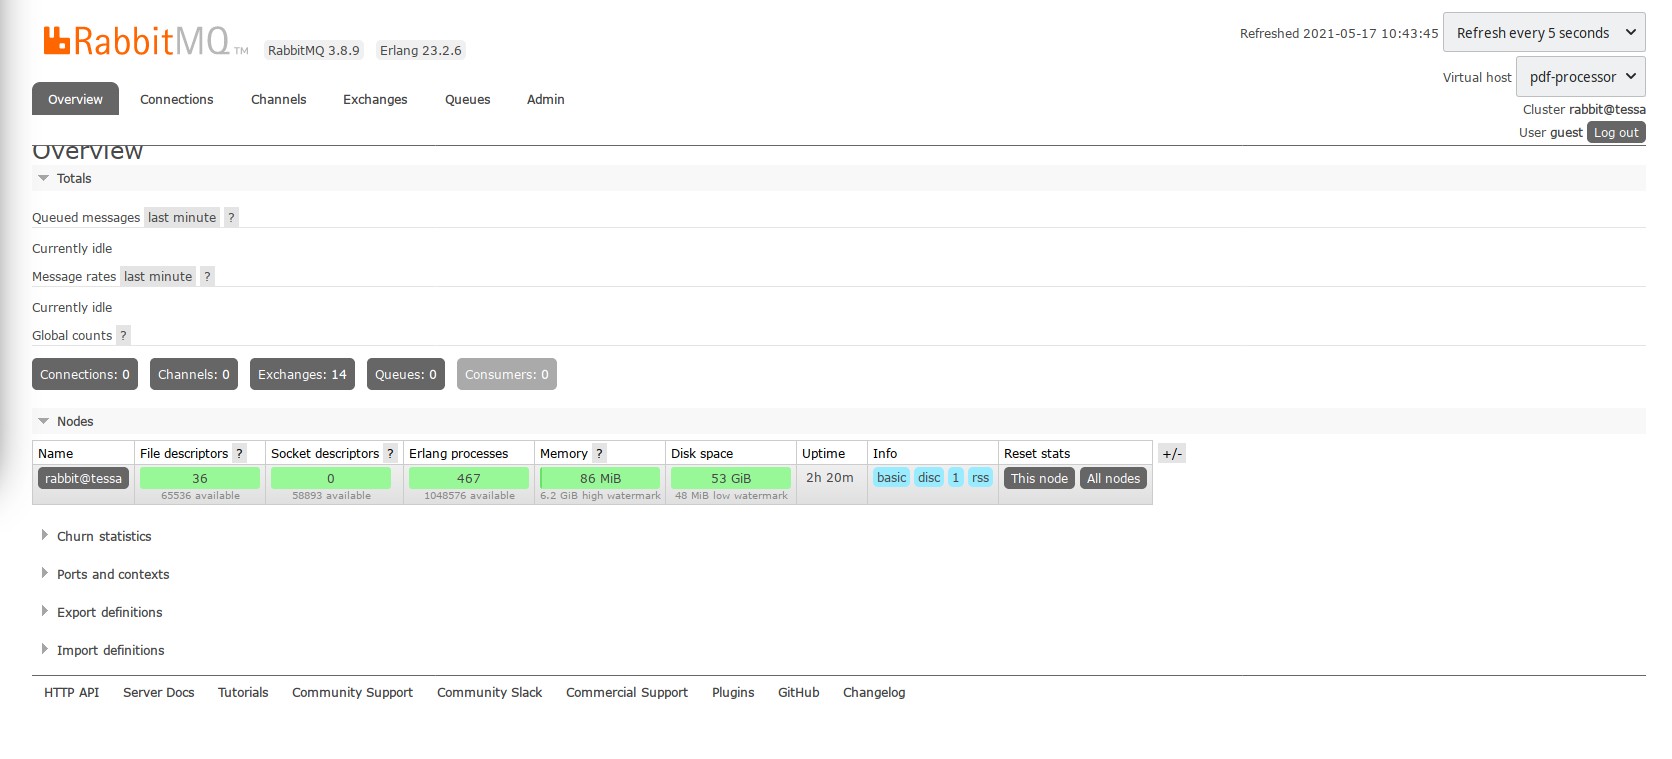 RabbitMQ TM RabbitMQ 3.8.9 Erlang 23.2.6
Refreshed 2021-05-17 10:43:45 Refresh every 5 seconds
Virtual host pdf-processor
Cluster rabbit@tessa
User guest Log out
Overview Connections Channels Exchanges Queues Admin
Overview
Totals
Queued messages last minute ?
Currently idle
Message rates last minute ?
Currently idle
Global counts ?
Connections: 0 Channels: 0 Exchanges: 14 Queues: 0 Consumers: 0
Nodes
Name File descriptors ? Socket descriptors ? Erlang processes Memory ? Disk space Uptime Info Reset stats +/-
rabbit@tessa 36 0 467 86 MiB 53 GiB 2h 20m basic disc 1 rss This node All nodes
65536 available 58893 available 1048576 available 6.2 GiB high watermark 48 MiB low watermark
Churn statistics
Ports and contexts
Export definitions
Import definitions
HTTP API Server Docs Tutorials Community Support Community Slack Commercial Support Plugins GitHub Changelog